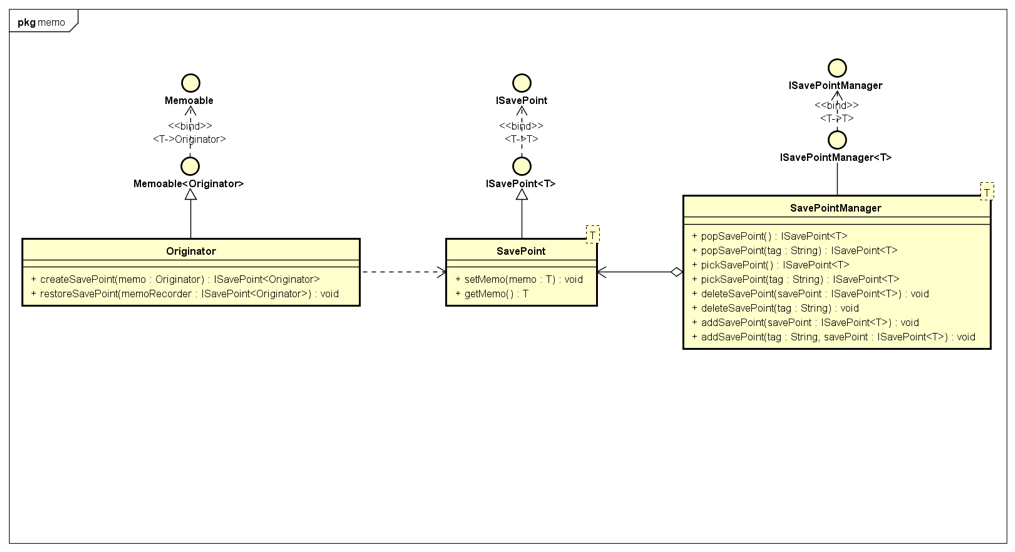 pkg memo
Memoable
<<bind>>
<T->Originator>
Memoable<Originator>
Originator
+ createSavePoint(memo : Originator) : ISavePoint<Originator>
+ restoreSavePoint(memoRecorder : ISavePoint<Originator>) : void
ISavePoint
<<bind>>
<T->T>
ISavePoint<T>
T
SavePoint
+ setMemo(memo : T) : void
+ getMemo() : T
ISavePointManager
<<bind>>
<T->T>
ISavePointManager<T>
T
SavePointManager
+ popSavePoint() : ISavePoint<T>
+ popSavePoint(tag : String) : ISavePoint<T>
+ pickSavePoint() : ISavePoint<T>
+ pickSavePoint(tag : String) : ISavePoint<T>
+ deleteSavePoint(savePoint : ISavePoint<T>) : void
+ deleteSavePoint(tag : String) : void
+ addSavePoint(savePoint : ISavePoint<T>) : void
+ addSavePoint(tag : String, savePoint : ISavePoint<T>) : void